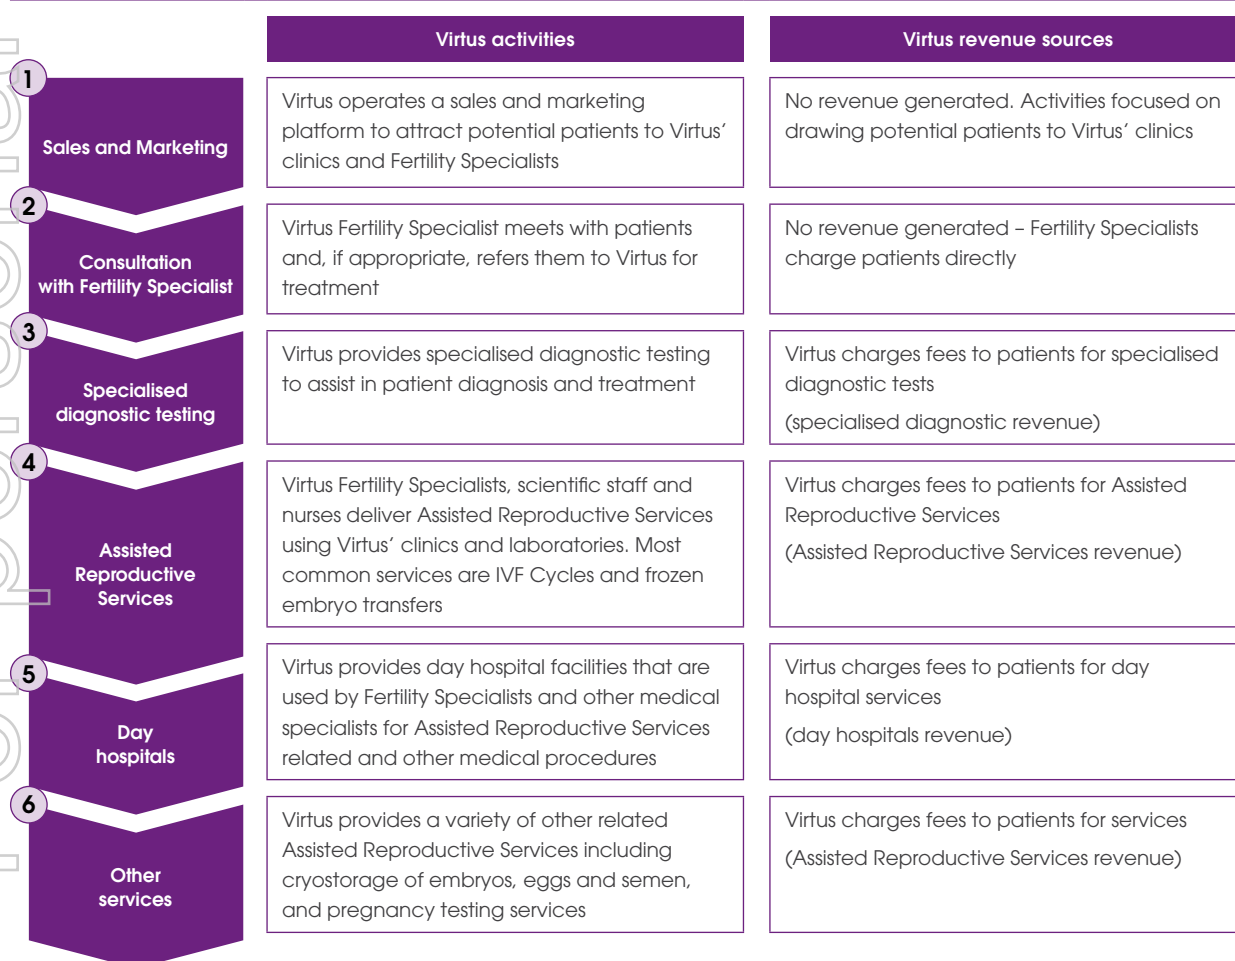 Virtus activities
Virtus revenue sources
1
Sales and Marketing
Virtus operates a sales and marketing
platform to attract potential patients to Virtus’
clinics and Fertility Specialists
No revenue generated. Activities focused on
drawing potential patients to Virtus’ clinics
2
Consultation
with Fertility Specialist
Virtus Fertility Specialist meets with patients
and, if appropriate, refers them to Virtus for
treatment
No revenue generated – Fertility Specialists
charge patients directly
3
Specialised
diagnostic testing
Virtus provides specialised diagnostic testing
to assist in patient diagnosis and treatment
Virtus charges fees to patients for specialised
diagnostic tests
(specialised diagnostic revenue)
4
Assisted
Reproductive
Services
Virtus Fertility Specialists, scientific staff and
nurses deliver Assisted Reproductive Services
using Virtus’ clinics and laboratories. Most
common services are IVF Cycles and frozen
embryo transfers
Virtus charges fees to patients for Assisted
Reproductive Services
(Assisted Reproductive Services revenue)
5
Day
hospitals
Virtus provides day hospital facilities that are
used by Fertility Specialists and other medical
specialists for Assisted Reproductive Services
related and other medical procedures
Virtus charges fees to patients for day
hospital services
(day hospitals revenue)
6
Other
services
Virtus provides a variety of other related
Assisted Reproductive Services including
cryostorage of embryos, eggs and semen,
and pregnancy testing services
Virtus charges fees to patients for services
(Assisted Reproductive Services revenue)